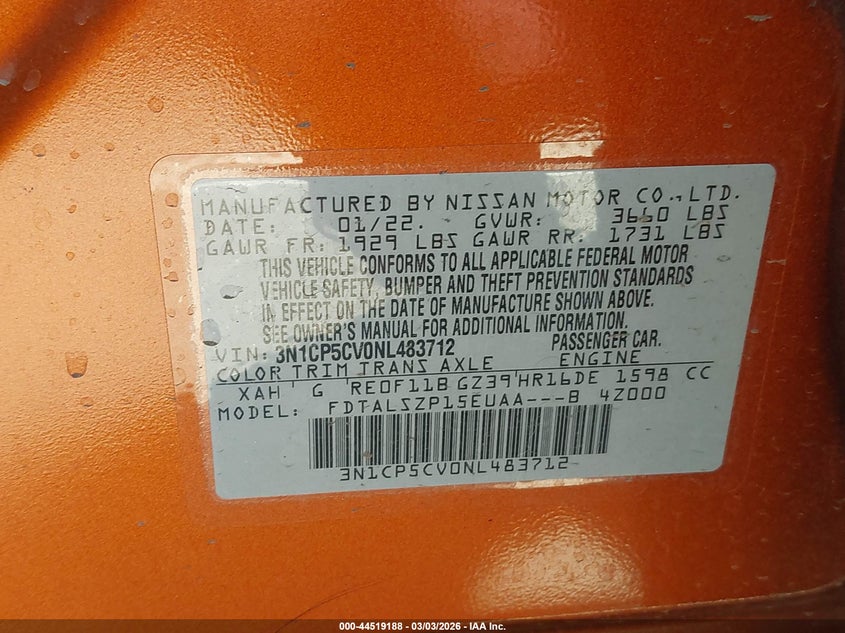 MANUFACTURED BY NISSAN MOTOR CO., LTD.
DATE: 01/22. GVWR: 3660 LBS
GAWR FR: 1929 LBS GAWR RR: 1731 LBS
THIS VEHICLE CONFORMS TO ALL APPLICABLE FEDERAL MOTOR
VEHICLE SAFETY, BUMPER AND THEFT PREVENTION STANDARDS
IN EFFECT ON THE DATE OF MANUFACTURE SHOWN ABOVE.
SEE OWNER'S MANUAL FOR ADDITIONAL INFORMATION.
VIN: 3N1CP5CV0NL483712 PASSENGER CAR.
COLOR TRIM TRANS AXLE ENGINE
XAH G RE0F11B GZ39 HR16DE 1598 CC
MODEL: FDTALSZP15EUAA---B 4Z000
3N1CP5CV0NL483712
000-44519188 - 03/03/2026 - IAA Inc.